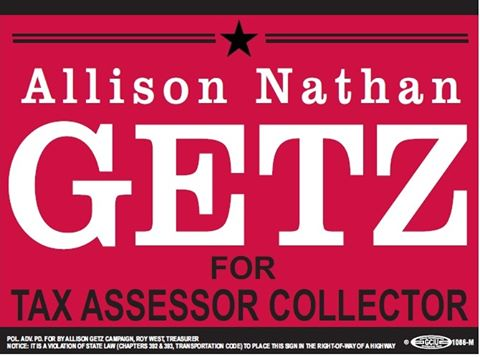 Allison Nathan
GETZ
FOR
TAX ASSESSOR COLLECTOR
POL. ADV. PD. FOR BY ALLISON GETZ CAMPAIGN, ROY WEST, TREASURER
NOTICE: IT IS A VIOLATION OF STATE LAW (CHAPTERS 392 & 393, TRANSPORTATION CODE) TO PLACE THIS SIGN IN THE RIGHT-OF-WAY OF A HIGHWAY
GCU 1086-M